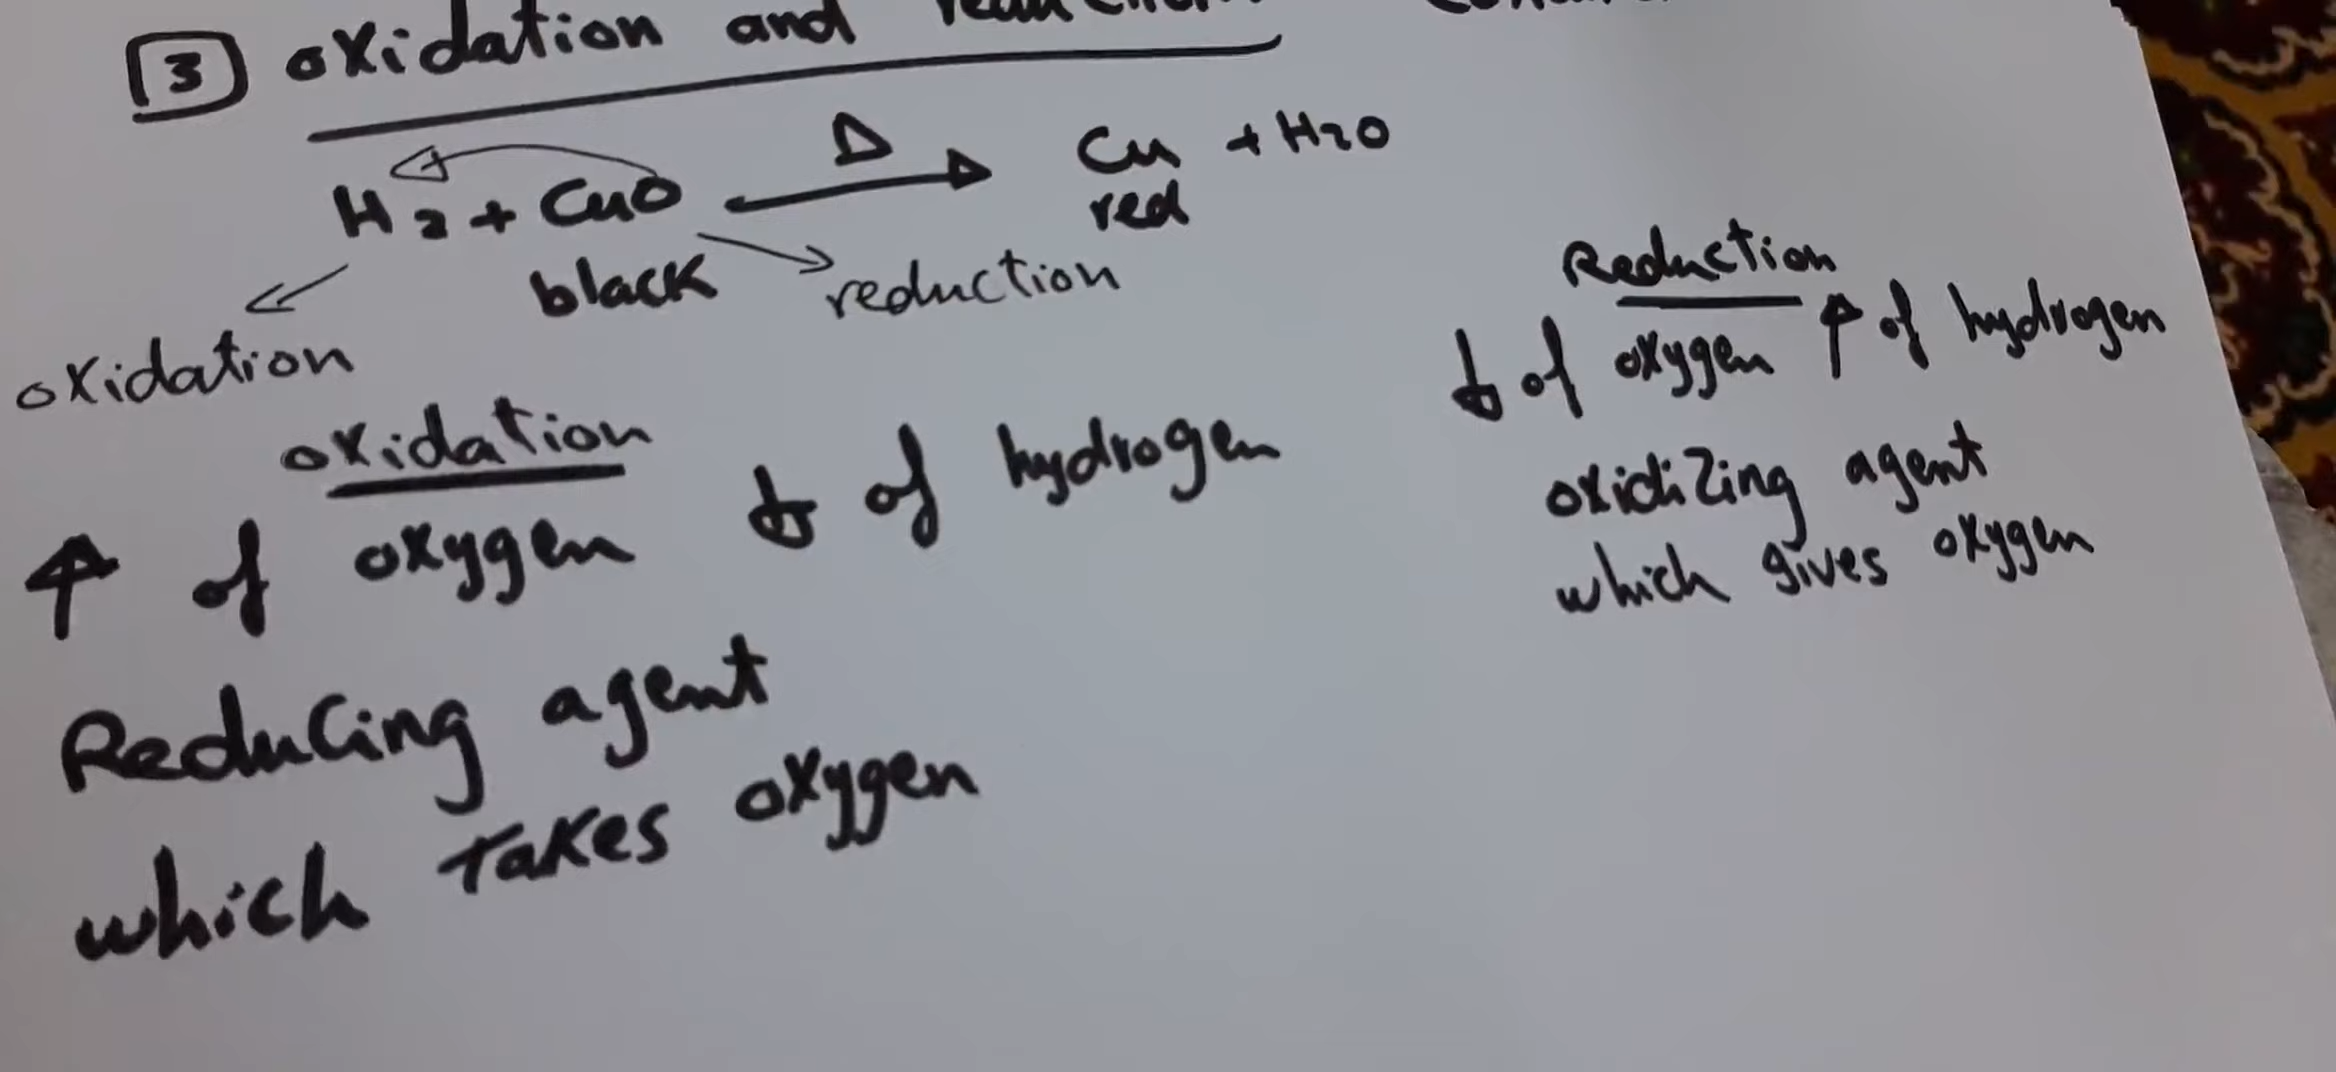 3 oxidation and
Δ
H2 + CuO → Cu + H2O
black red
oxidation reduction
oxidation
↑ of oxygen ↓ of hydrogen
Reducing agent
which takes oxygen
Reduction
↓ of oxygen ↑ of hydrogen
oxidizing agent
which gives oxygen